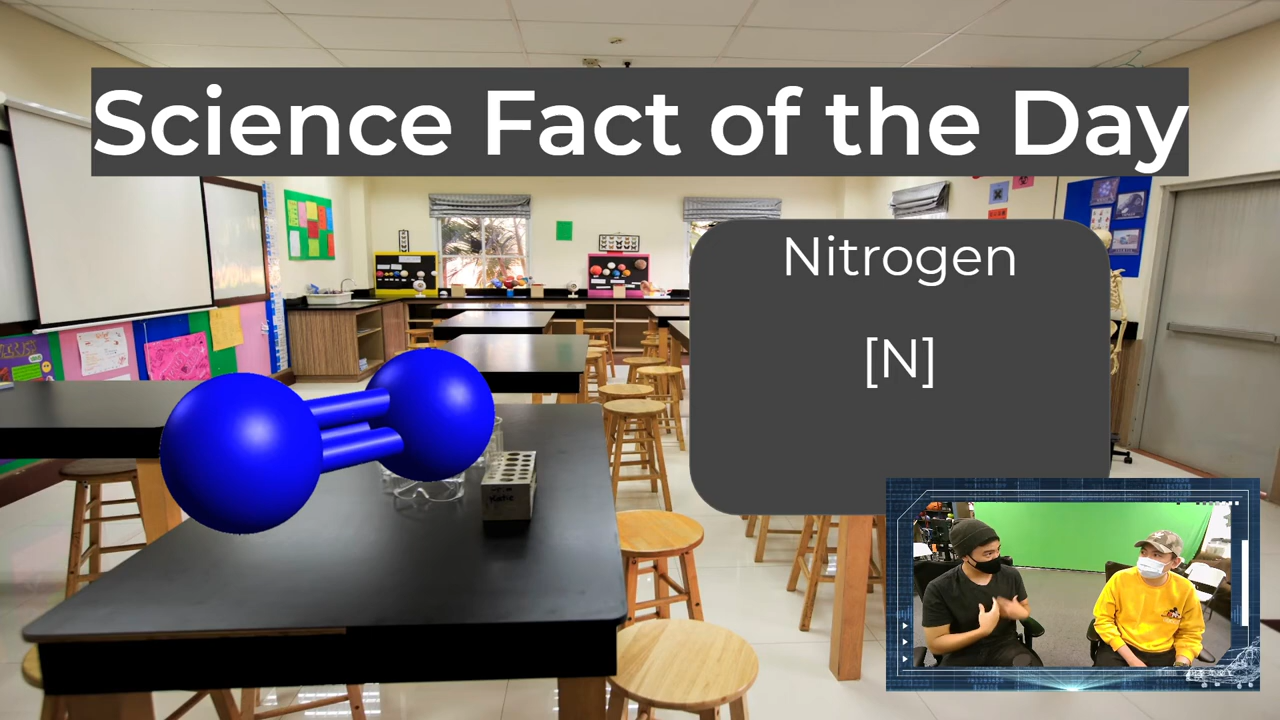 Science Fact of the Day
Nitrogen
[N]